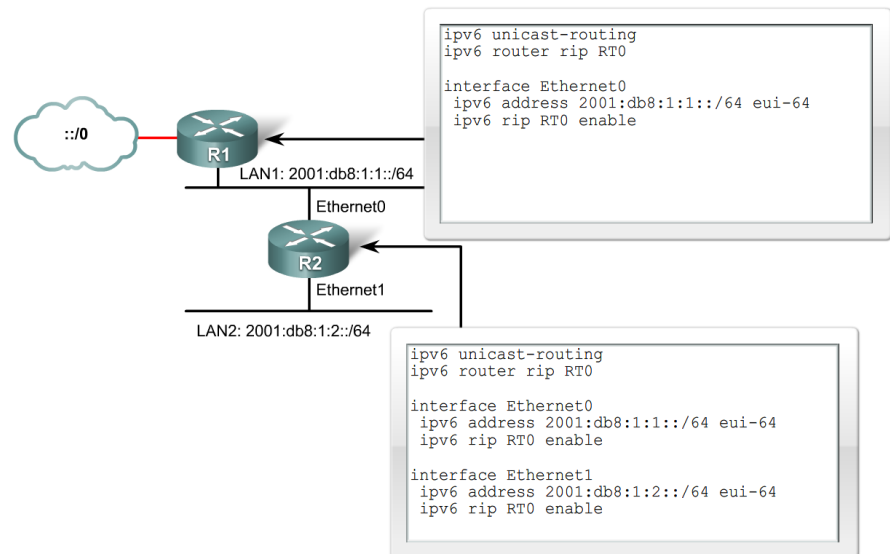 ipv6 unicast-routing
ipv6 router rip RT0
interface Ethernet0
ipv6 address 2001:db8:1:1::/64 eui-64
ipv6 rip RT0 enable
::/0
R1
LAN1: 2001:db8:1:1::/64
Ethernet0
R2
Ethernet1
LAN2: 2001:db8:1:2::/64
ipv6 unicast-routing
ipv6 router rip RT0
interface Ethernet0
ipv6 address 2001:db8:1:1::/64 eui-64
ipv6 rip RT0 enable
interface Ethernet1
ipv6 address 2001:db8:1:2::/64 eui-64
ipv6 rip RT0 enable